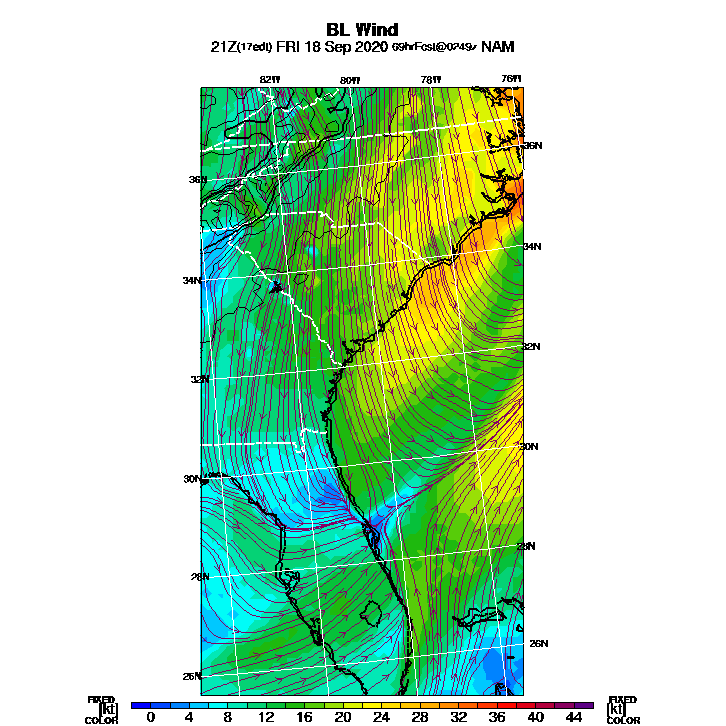 BL Wind
21Z(17edt) FRI 18 Sep 2020 69hrFcst@0249z NAM
82W 80W 78W 76W
36N
36N
34N
34N
32N
32N
30N
30N
28N
28N
26N
26N
FIXED FIXED
[kt] 0 4 8 12 16 20 24 28 32 36 40 44 [kt]
COLOR COLOR